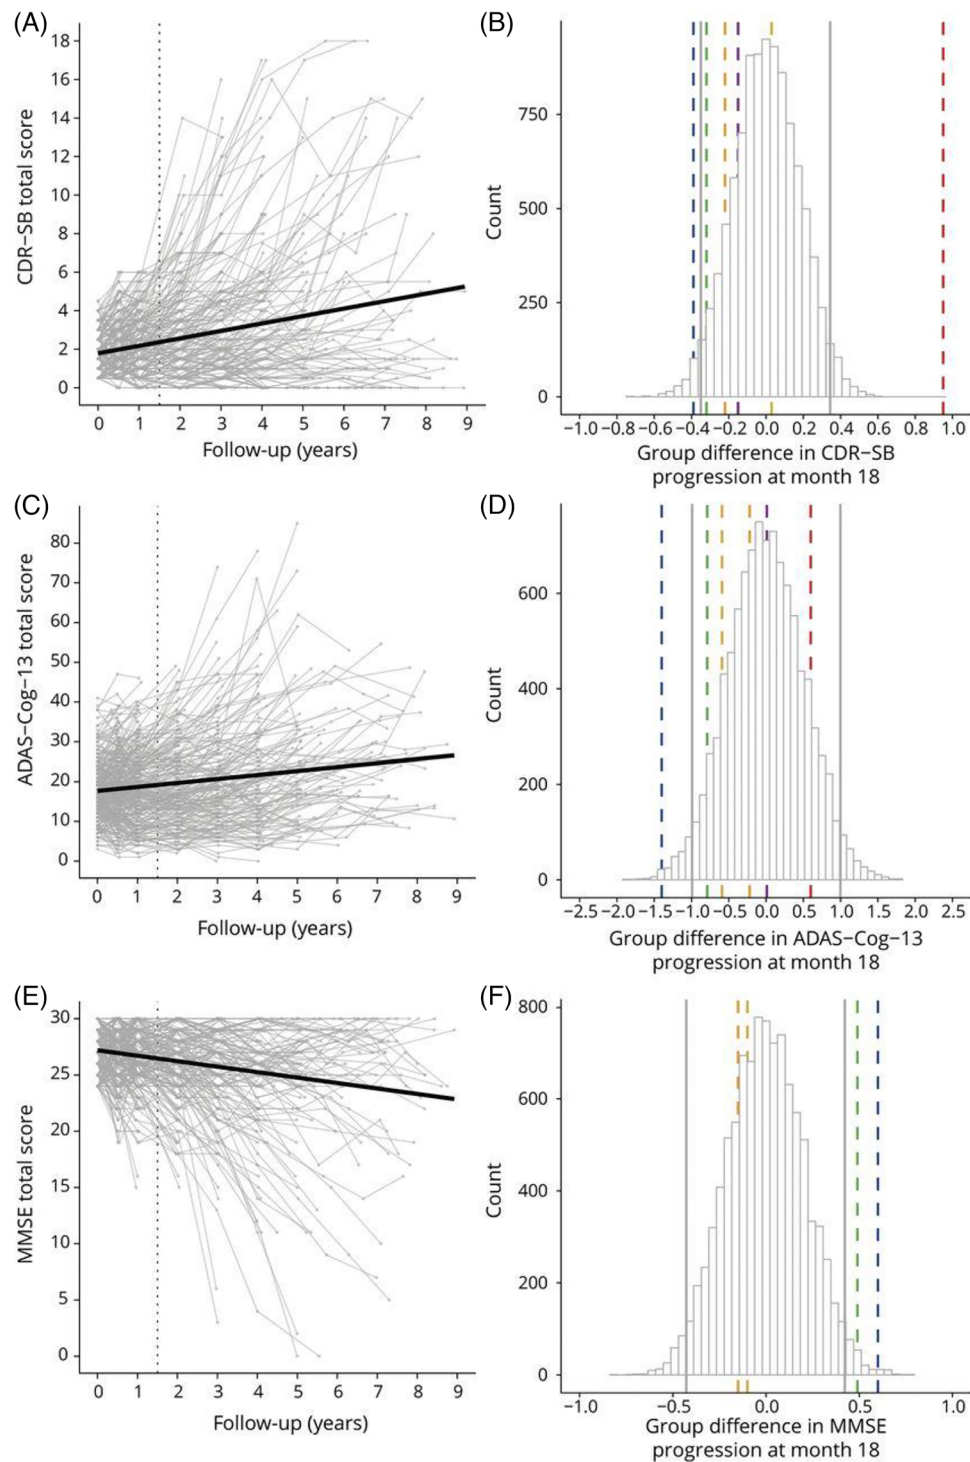 (A)
CDR−SB total score
18
16
14
12
10
8
6
4
2
0
0 1 2 3 4 5 6 7 8 9
Follow-up (years)
(B)
Count
750
500
250
0
−1.0 −0.8 −0.6 −0.4 −0.2 0.0 0.2 0.4 0.6 0.8 1.0
Group difference in CDR−SB
progression at month 18
(C)
ADAS−Cog−13 total score
80
70
60
50
40
30
20
10
0
0 1 2 3 4 5 6 7 8 9
Follow-up (years)
(D)
Count
600
400
200
0
−2.5 −2.0 −1.5 −1.0 −0.5 0.0 0.5 1.0 1.5 2.0 2.5
Group difference in ADAS−Cog−13
progression at month 18
(E)
MMSE total score
30
25
20
15
10
5
0
0 1 2 3 4 5 6 7 8 9
Follow-up (years)
(F)
Count
800
600
400
200
0
−1.0 −0.5 0.0 0.5 1.0
Group difference in MMSE
progression at month 18